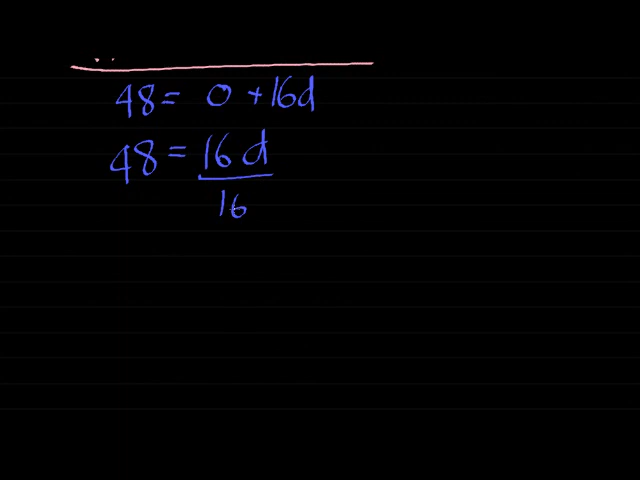 48 = 0 + 16d
48 = 16d
16